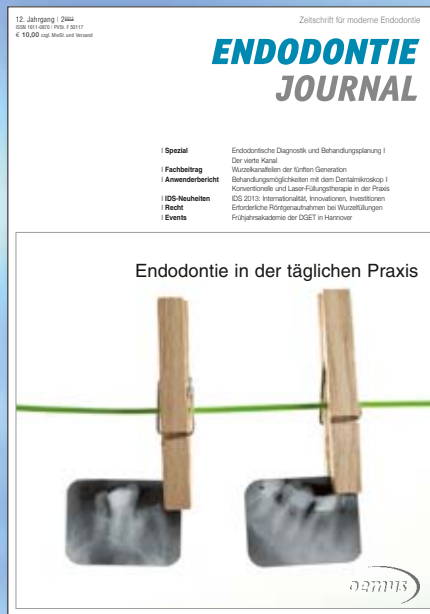 12. Jahrgang I 2 2013
ISSN 1611-0870 I PVSt. F 50117
€ 10,00 zzgl. MwSt. und Versand
Zeitschrift für moderne Endodontie
ENDODONTIE
JOURNAL
I Spezial Endodontische Diagnostik und Behandlungsplanung I
Der vierte Kanal
I Fachbeitrag Wurzelkanalfeilen der fünften Generation
I Anwenderbericht Behandlungsmöglichkeiten mit dem Dentalmikroskop I
Konventionelle und Laser-Füllungstherapie in der Praxis
I IDS-Neuheiten IDS 2013: Internationalität, Innovationen, Investitionen
I Recht Erforderliche Röntgenaufnahmen bei Wurzelfüllungen
I Events Frühjahrsakademie der DGET in Hannover
Endodontie in der täglichen Praxis
oemus